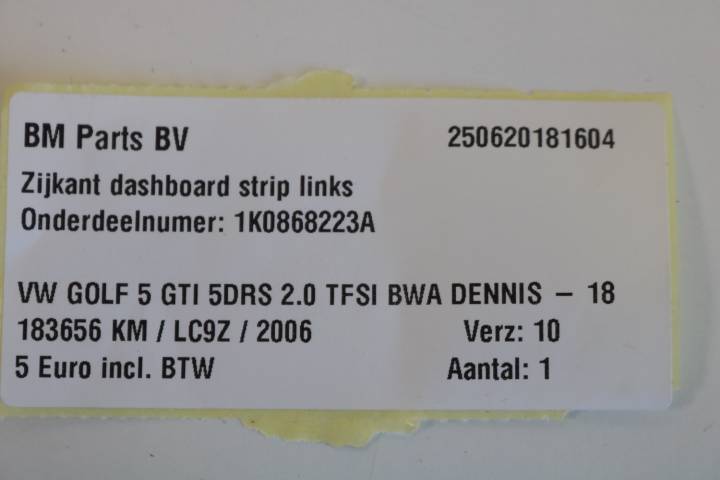 BM Parts BV 250620181604
Zijkant dashboard strip links
Onderdeelnumer: 1K0868223A
VW GOLF 5 GTI 5DRS 2.0 TFSI BWA DENNIS – 18
183656 KM / LC9Z / 2006 Verz: 10
5 Euro incl. BTW Aantal: 1